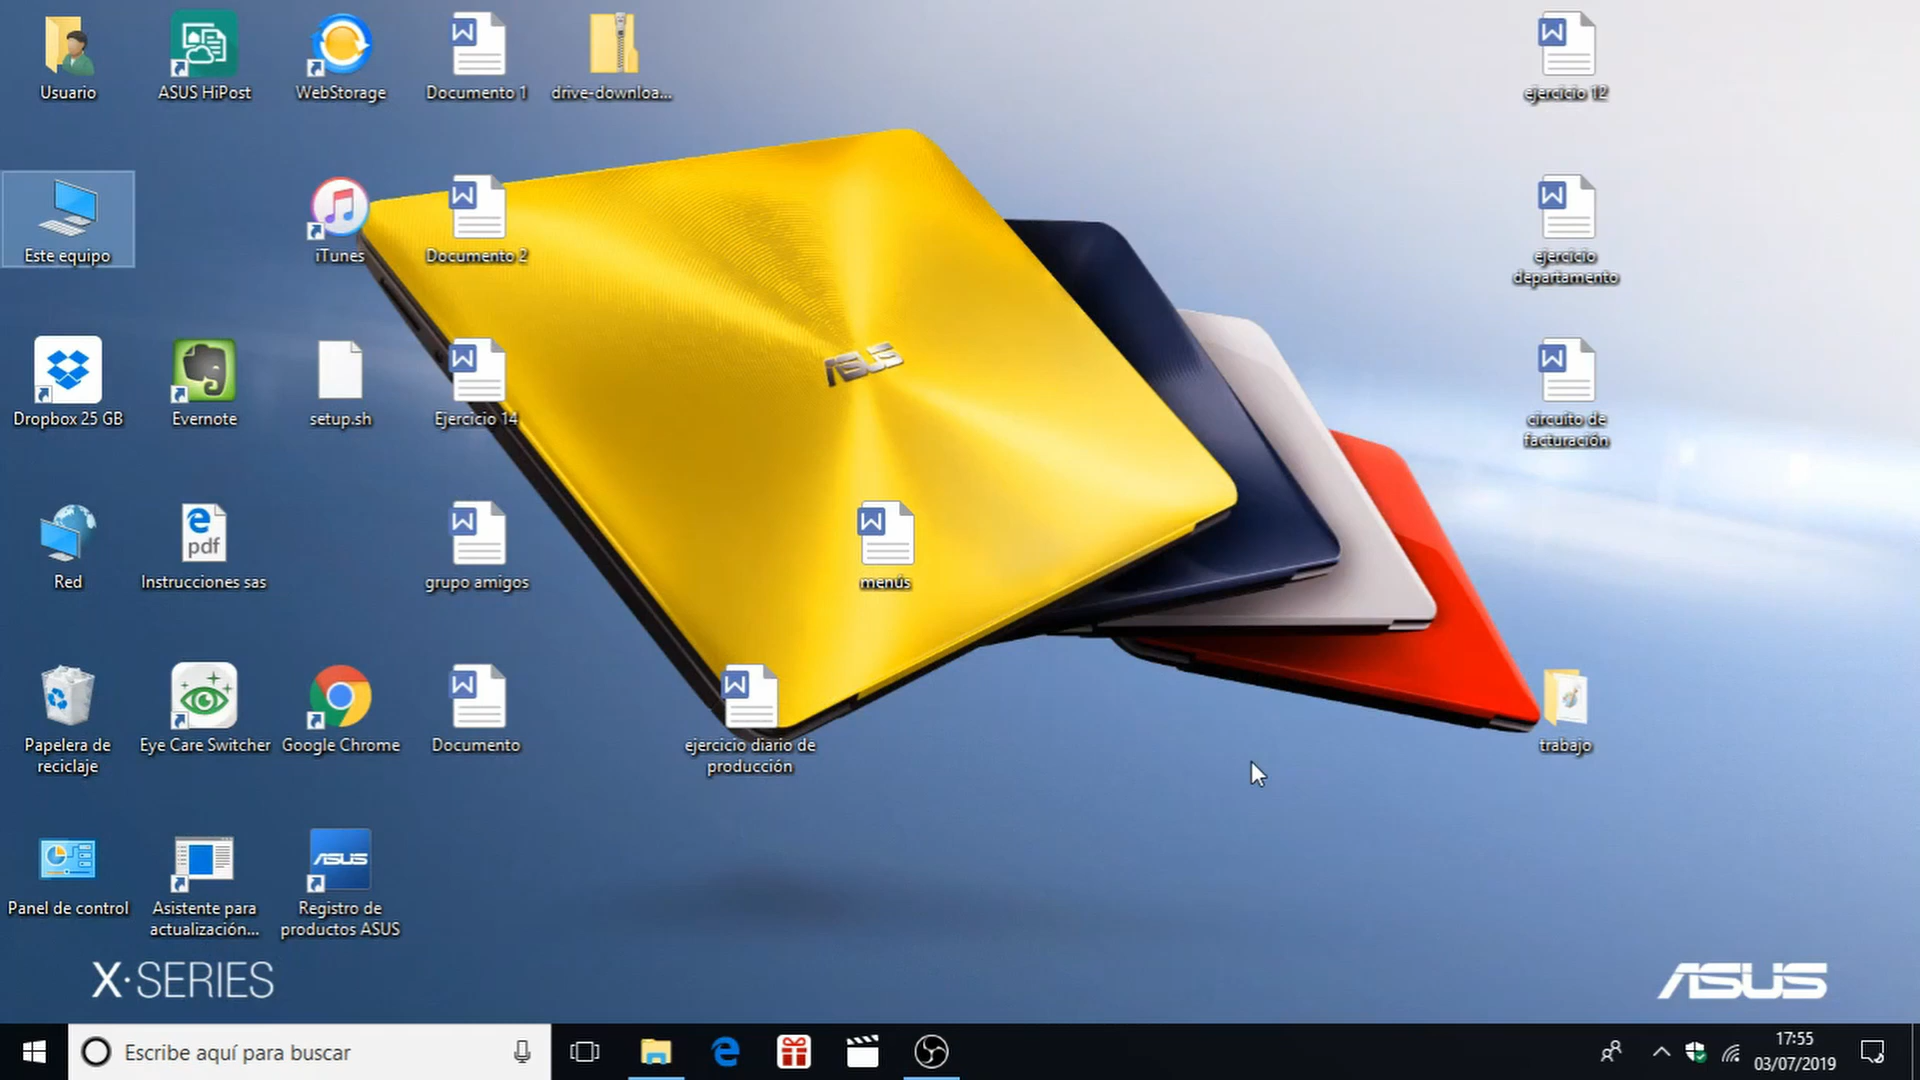 Usuario
ASUS HiPost
WebStorage
Documento 1
drive-downloa...
ejercicio 12
Este equipo
iTunes
Documento 2
ejercicio
departamento
ASUS
Dropbox 25 GB
Evernote
setup.sh
Ejercicio 14
circuito de
facturación
pdf
Red
Instrucciones sas
grupo amigos
menús
Papelera de
reciclaje
Eye Care Switcher
Google Chrome
Documento
ejercicio diario de
producción
trabajo
ASUS
Panel de control
Asistente para
actualización...
Registro de
productos ASUS
X·SERIES
ASUS
Escribe aquí para buscar
17:55
03/07/2019